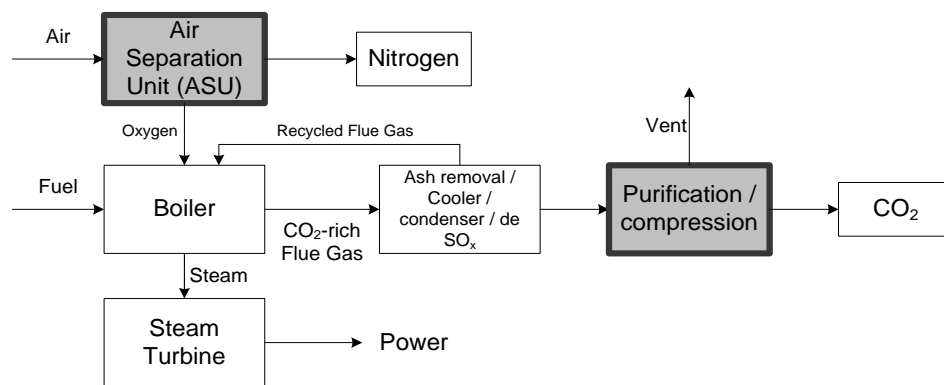 Air
Air
Separation
Unit (ASU)
Nitrogen
Oxygen
Recycled Flue Gas
Vent
Fuel
Boiler
CO₂-rich
Flue Gas
Ash removal /
Cooler /
condenser / de
SOₓ
Purification /
compression
CO₂
Steam
Steam
Turbine
Power